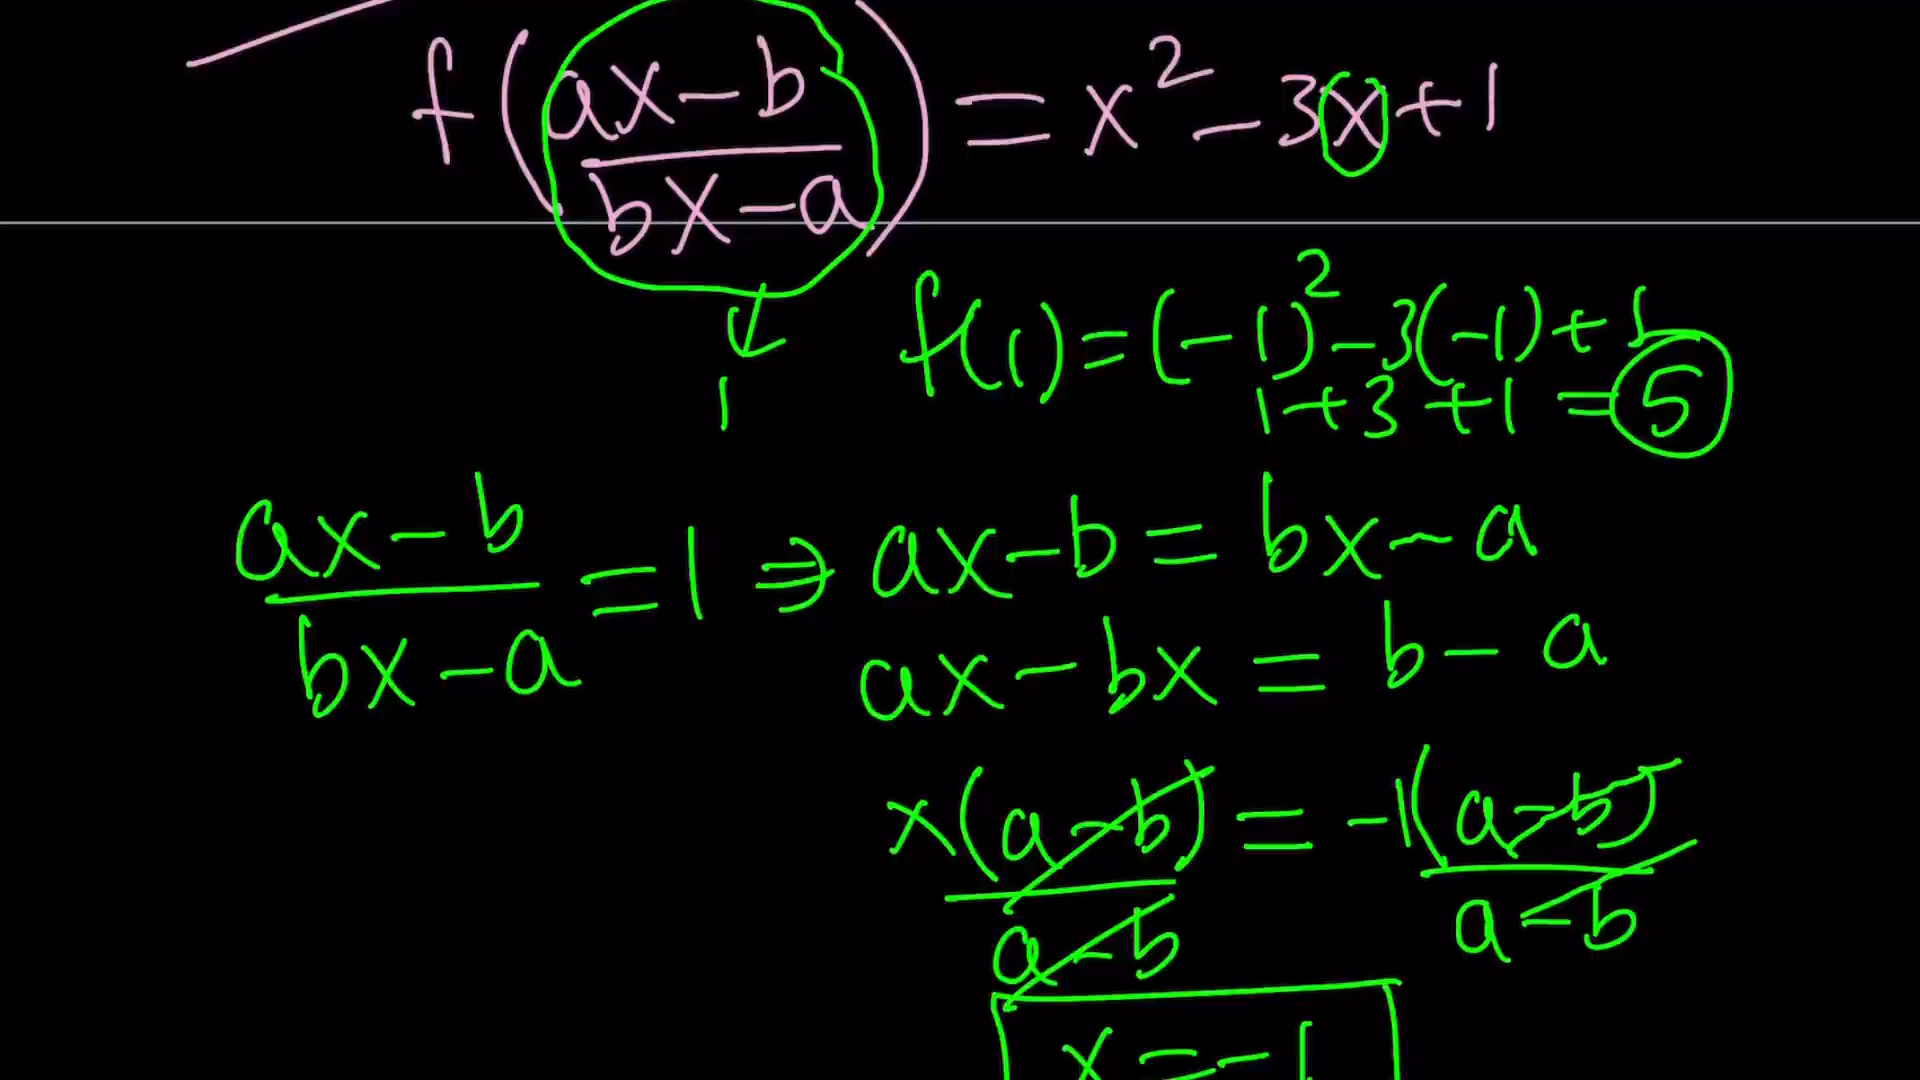 f((ax-b)/(bx-a)) = x² - 3x + 1
↓
1
f(1) = (-1)² - 3(-1) + 1
1 + 3 + 1 = 5
(ax-b)/(bx-a) = 1 ⇒ ax - b = bx - a
ax - bx = b - a
x(a-b)/(a-b) = -1(a-b)/(a-b)
x = -1